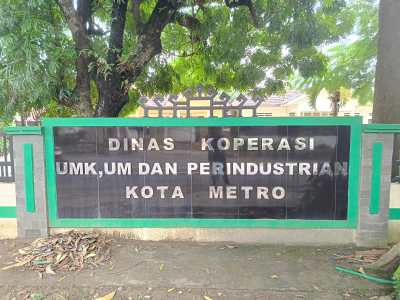 DINAS KOPERASI
UMK,UM DAN PERINDUSTRIAN
KOTA METRO